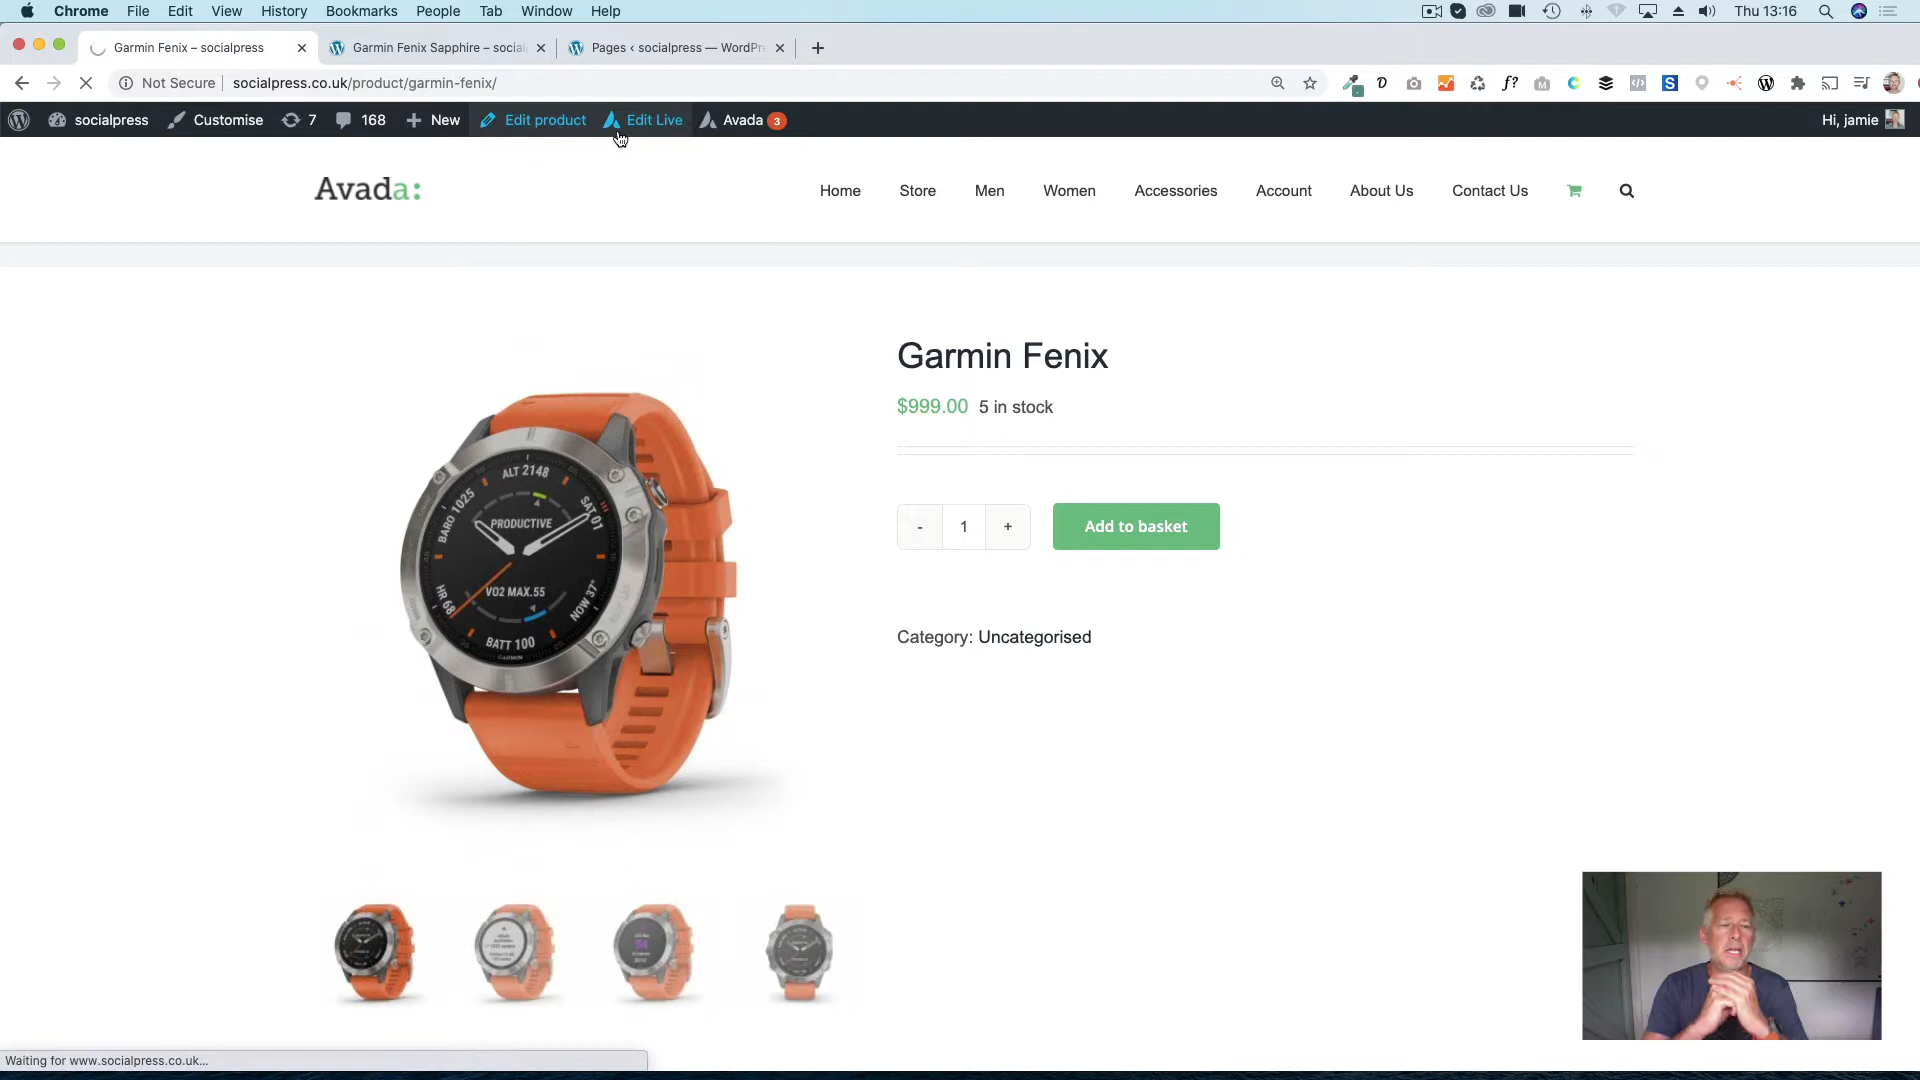 Chrome File Edit View History Bookmarks People Tab Window Help
Thu 13:16
Garmin Fenix – socialpress
Garmin Fenix Sapphire – social
Pages ‹ socialpress — WordPre
Not Secure
socialpress.co.uk/product/garmin-fenix/
socialpress
Customise
7
168
New
Edit product
Edit Live
Avada 3
Hi, jamie
Avada:
Home Store Men Women Accessories Account About Us Contact Us
Garmin Fenix
$999.00 5 in stock
- 1 + Add to basket
Category: Uncategorised
ALT 2148
BARO 1025
SAT.01
PRODUCTIVE
VO2 MAX.55
HR 68
NOW 37°
BATT 100
GARMIN
Waiting for www.socialpress.co.uk...